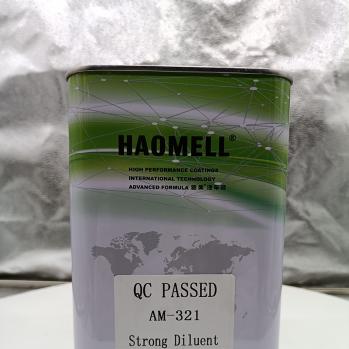 HAOMELL®
HIGH PERFORMANCE COATINGS
INTERNATIONAL TECHNOLOGY
ADVANCED FORMULA
QC PASSED
AM-321
Strong Diluent